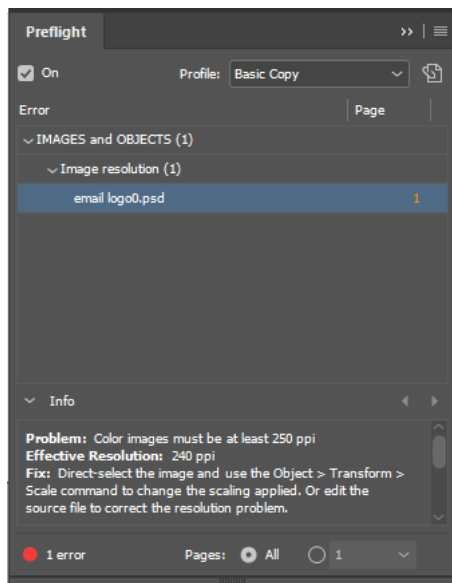 Preflight
On
Profile: Basic Copy
Error Page
IMAGES and OBJECTS (1)
Image resolution (1)
email logo0.psd 1
Info
Problem: Color images must be at least 250 ppi
Effective Resolution: 240 ppi
Fix: Direct-select the image and use the Object > Transform >
Scale command to change the scaling applied. Or edit the
source file to correct the resolution problem.
1 error Pages: All 1